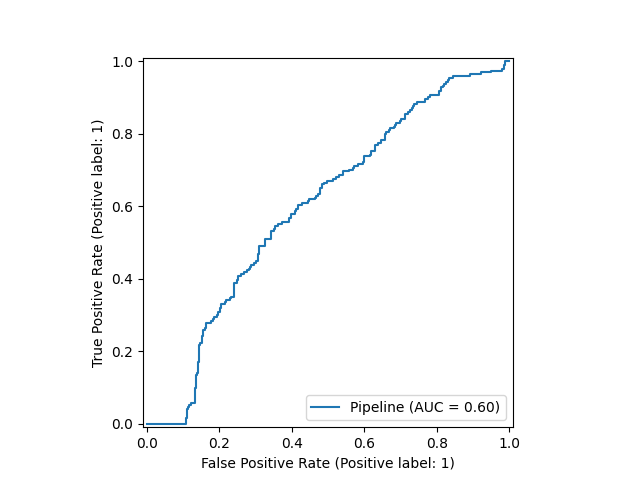 1.0
0.8
0.6
0.4
0.2
0.0
True Positive Rate (Positive label: 1)
Pipeline (AUC = 0.60)
0.0 0.2 0.4 0.6 0.8 1.0
False Positive Rate (Positive label: 1)